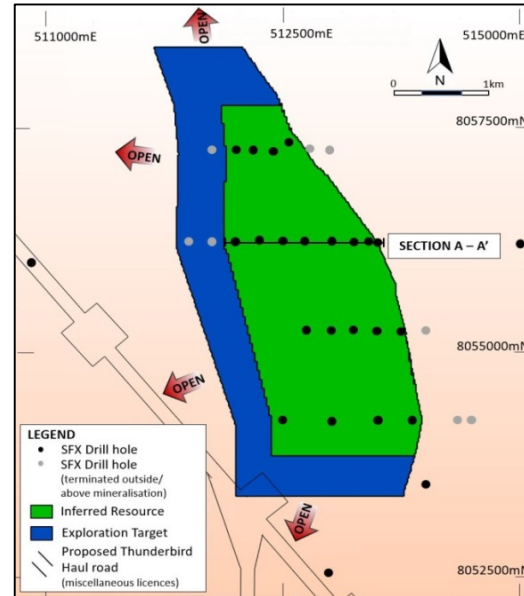 511000mE
512500mE
515000mE
OPEN
N
0
1km
8057500mN
OPEN
SECTION A – A’
8055000mN
OPEN
LEGEND
SFX Drill hole
SFX Drill hole
(terminated outside/
above mineralisation)
Inferred Resource
Exploration Target
Proposed Thunderbird
Haul road
(miscellaneous licences)
OPEN
8052500mN